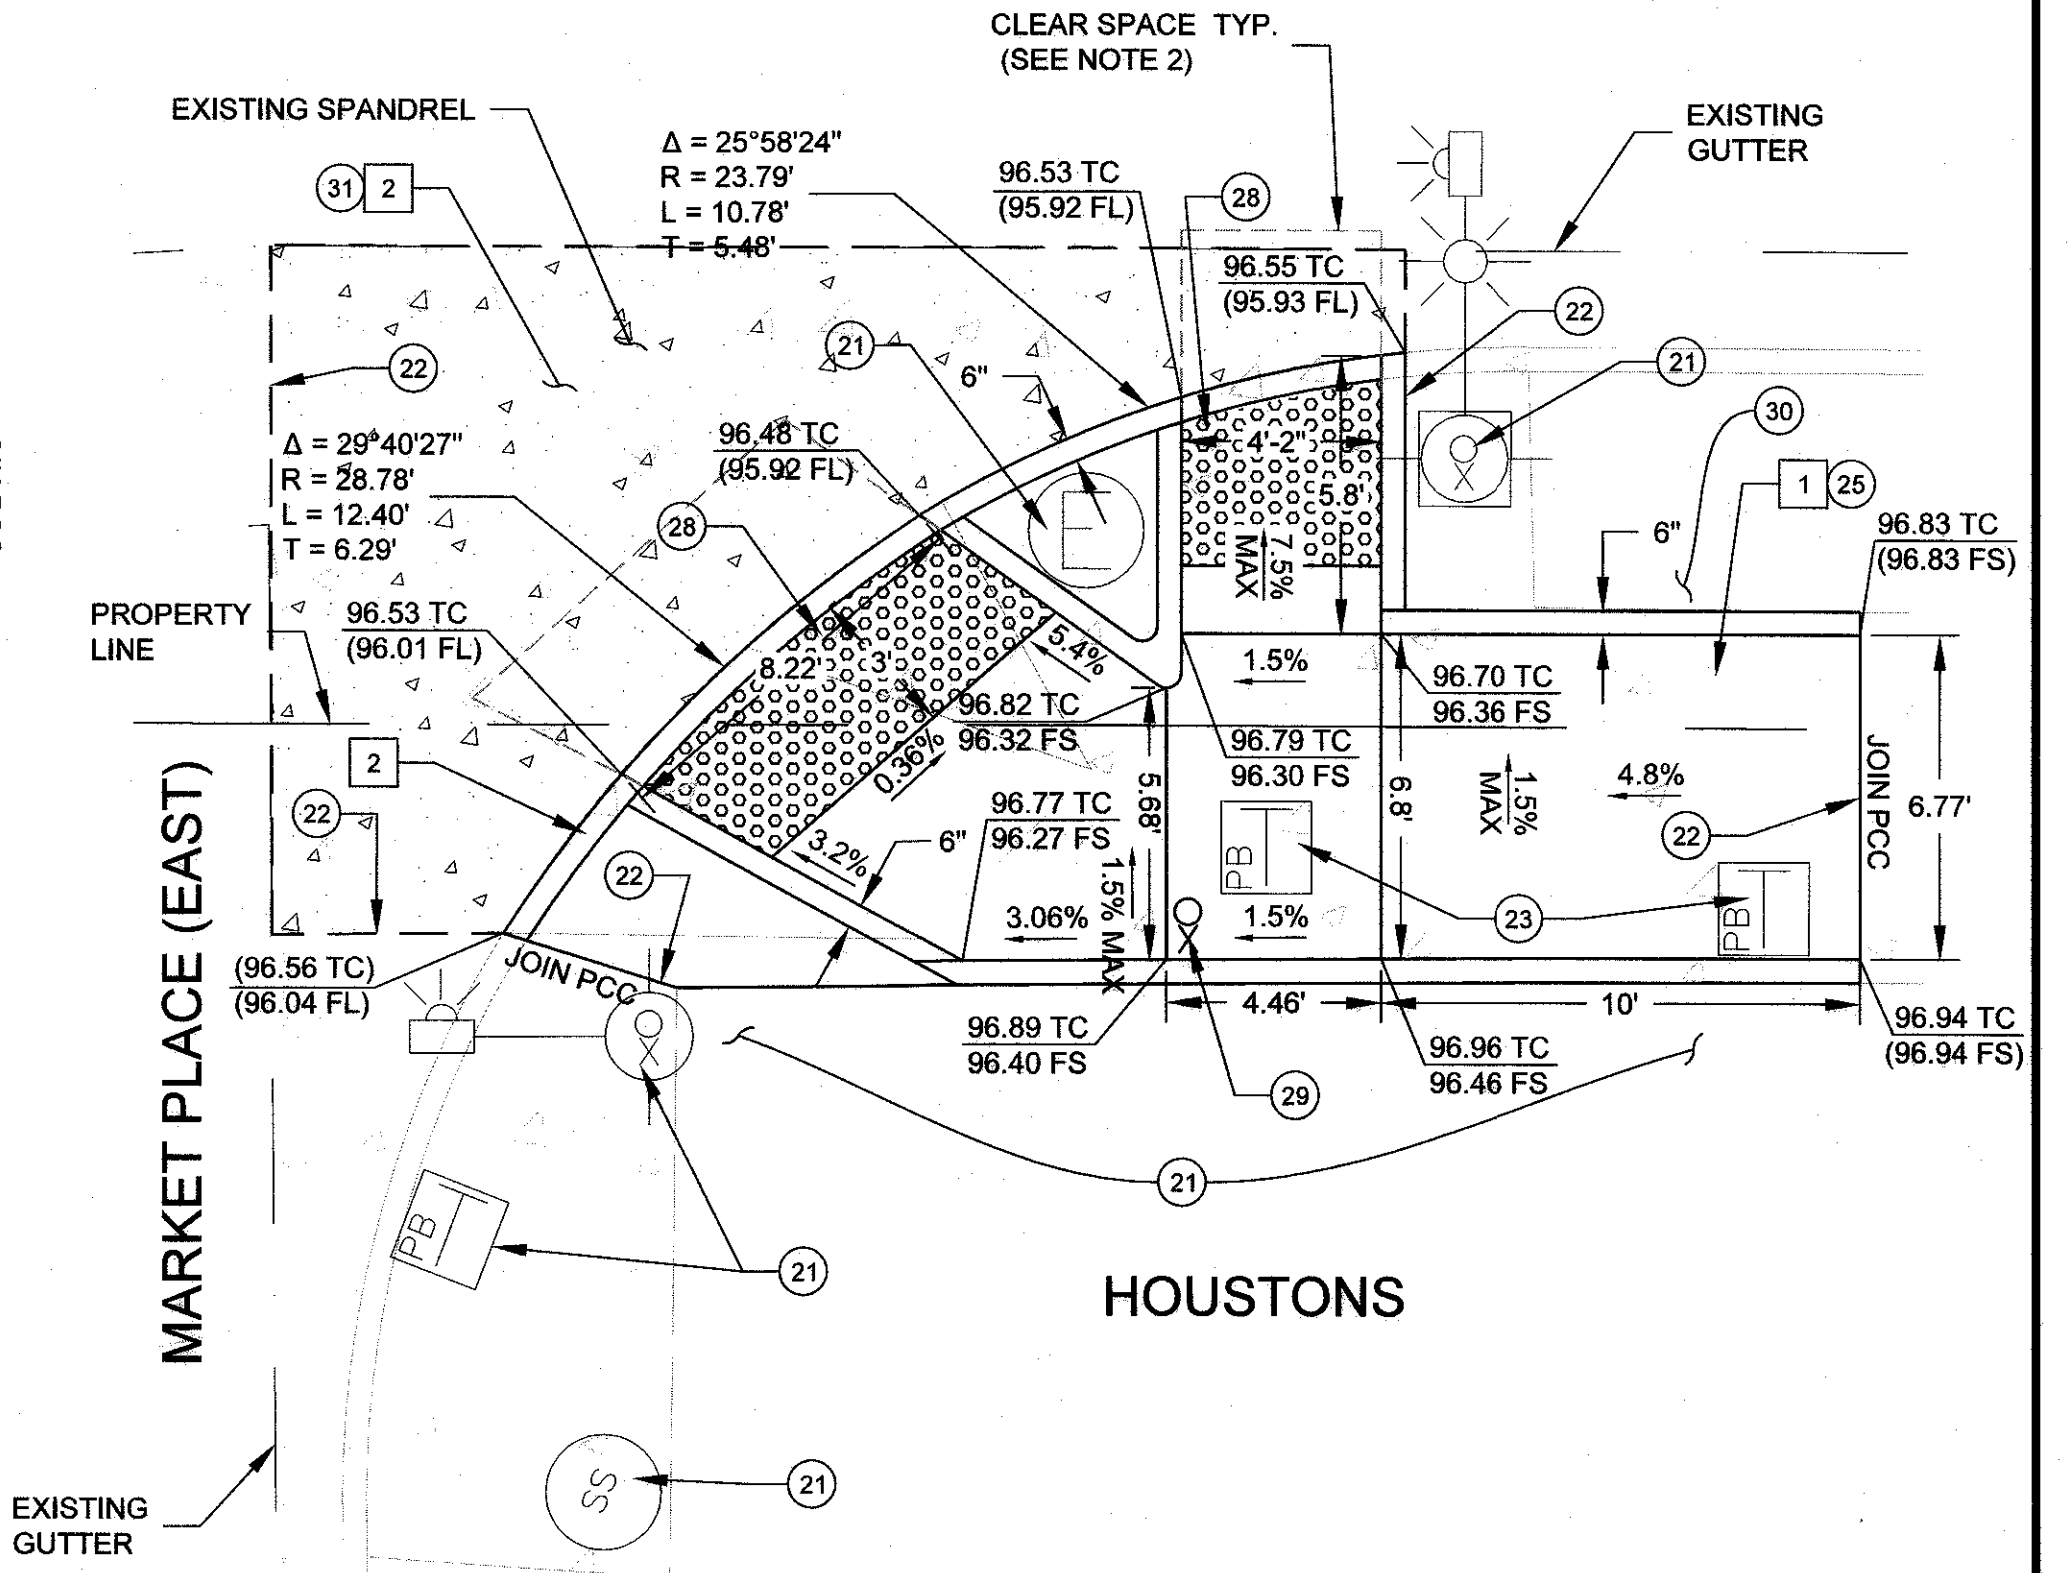 CLEAR SPACE TYP.
(SEE NOTE 2)
EXISTING SPANDREL
EXISTING
GUTTER
Δ = 25°58'24"
R = 23.79'
L = 10.78'
T = 5.48'
31 2
96.53 TC
(95.92 FL)
28
96.55 TC
(95.93 FL)
22
21
22
6"
21
30
Δ = 29°40'27"
R = 28.78'
L = 12.40'
T = 6.29'
96.48 TC
(95.92 FL)
4'-2"
5.8'
1 25
28
E
7.5%
MAX
6"
96.83 TC
(96.83 FS)
PROPERTY
LINE
96.53 TC
(96.01 FL)
8.22'
3'
5.4%
1.5%
96.70 TC
96.36 FS
96.82 TC
96.32 FS
96.79 TC
96.30 FS
0.36%
2
22
5.68'
6.8'
1.5%
MAX
4.8%
JOIN PCC
6.77'
22
96.77 TC
96.27 FS
6"
3.2%
22
PB
23
PB
3.06%
1.5% MAX
1.5%
JOIN PCC
(96.56 TC)
(96.04 FL)
4.46'
10'
96.89 TC
96.40 FS
29
96.96 TC
96.46 FS
96.94 TC
(96.94 FS)
MARKET PLACE (EAST)
21
PB
21
HOUSTONS
SS
21
EXISTING
GUTTER